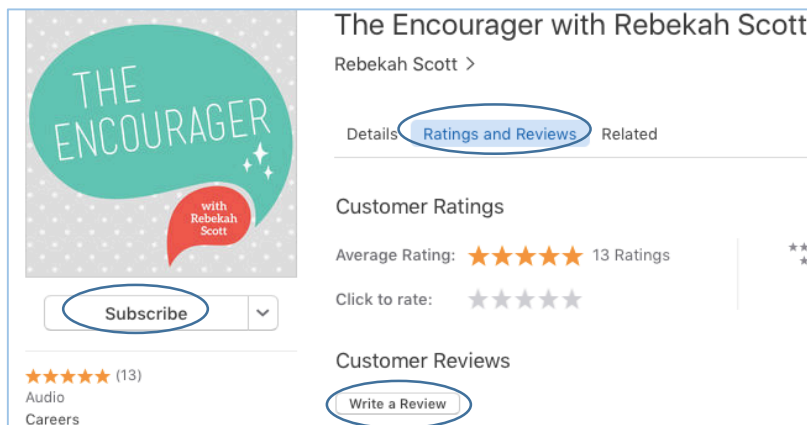 THE
ENCOURAGER
with
Rebekah
Scott
Subscribe
★★★★★ (13)
Audio
Careers
The Encourager with Rebekah Scott
Rebekah Scott >
Details Ratings and Reviews Related
Customer Ratings
Average Rating: ★★★★★ 13 Ratings
Click to rate: ★★★★★
Customer Reviews
Write a Review